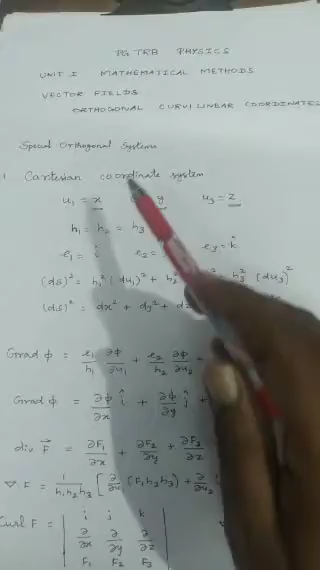 PG TRB PHYSICS
UNIT I MATHEMATICAL METHODS
VECTOR FIELDS
ORTHOGONAL CURVILINEAR COORDINATES
Special Orthogonal Systems
1 Cartesian coordinate system
u₁ = x y u₃ = z
h₁ = h₂ = h₃
e₁ = î e₂ = e₃ = k̂
(ds)² = h₁² (du₁)² + h₂² h₃² (du₃)²
(ds)² = dx² + dy² + dz
Grad φ = e₁/h₁ ∂φ/∂u₁ + e₂/h₂ ∂φ/∂u₂ +
Grad φ = ∂φ/∂x î + ∂φ/∂y ĵ +
div F⃗ = ∂F₁/∂x + ∂F₂/∂y + ∂F₃/∂z
∇ F = 1/h₁h₂h₃ [ ∂/∂u₁ (F₁h₂h₃) + ∂/∂u₂
Curl F = | i j k |
∂/∂x ∂/∂y ∂/∂z
F₁ F₂ F₃